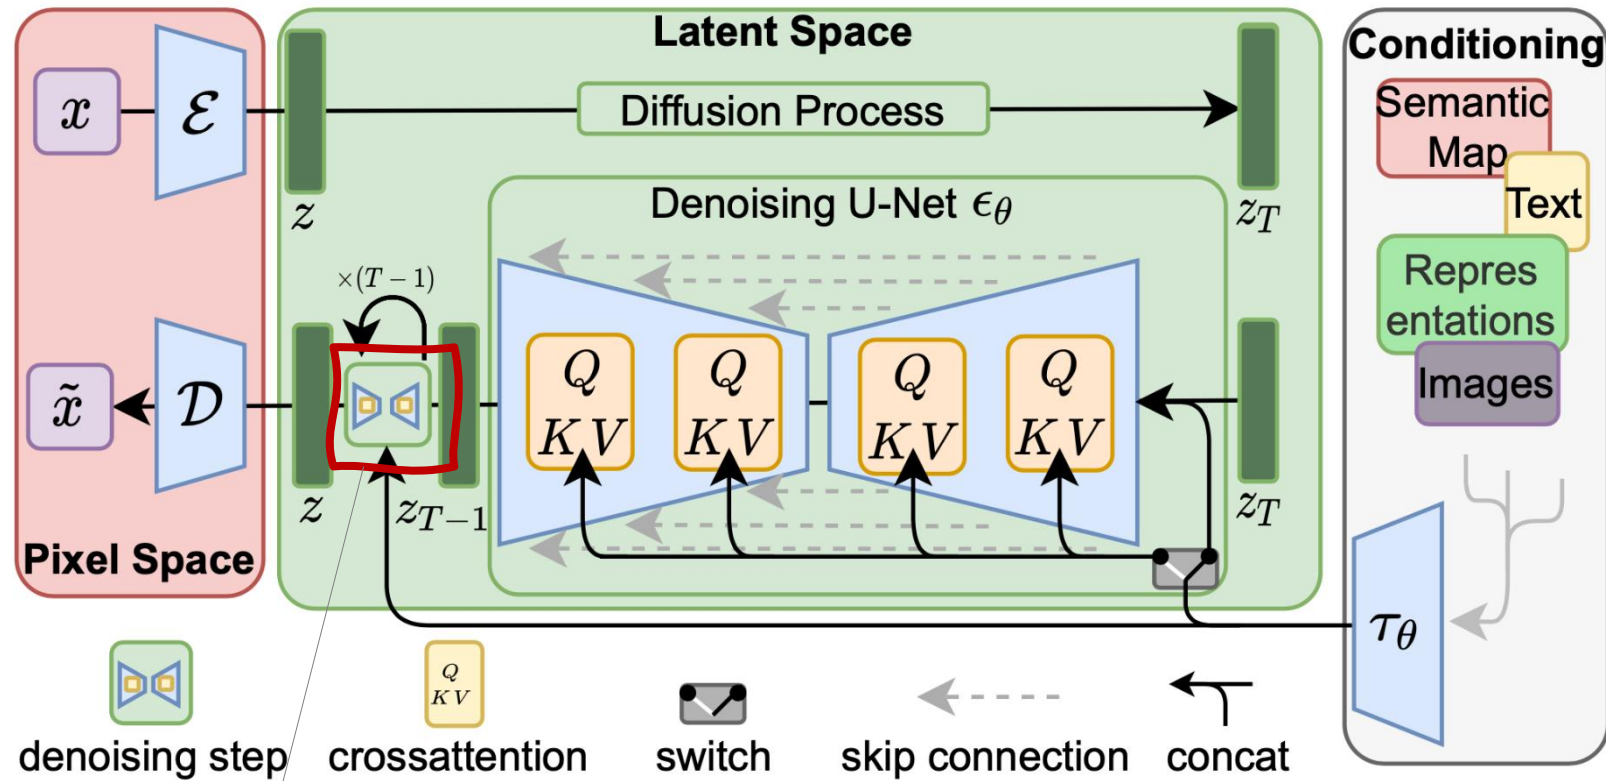 Latent Space
Conditioning
x
ℰ
Diffusion Process
z
z_T
Semantic
Map
Text
Denoising U-Net ϵ_θ
×(T − 1)
Repres
entations
Images
x̃
𝒟
Q
K V
Q
K V
Q
K V
Q
K V
z
z_{T−1}
z_T
Pixel Space
τ_θ
Q
K V
denoising step
crossattention
switch
skip connection
concat